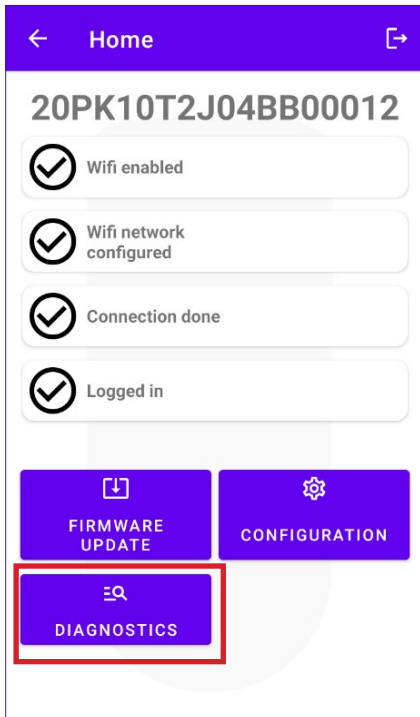 Home
20PK10T2J04BB00012
Wifi enabled
Wifi network
configured
Connection done
Logged in
FIRMWARE
UPDATE
CONFIGURATION
DIAGNOSTICS